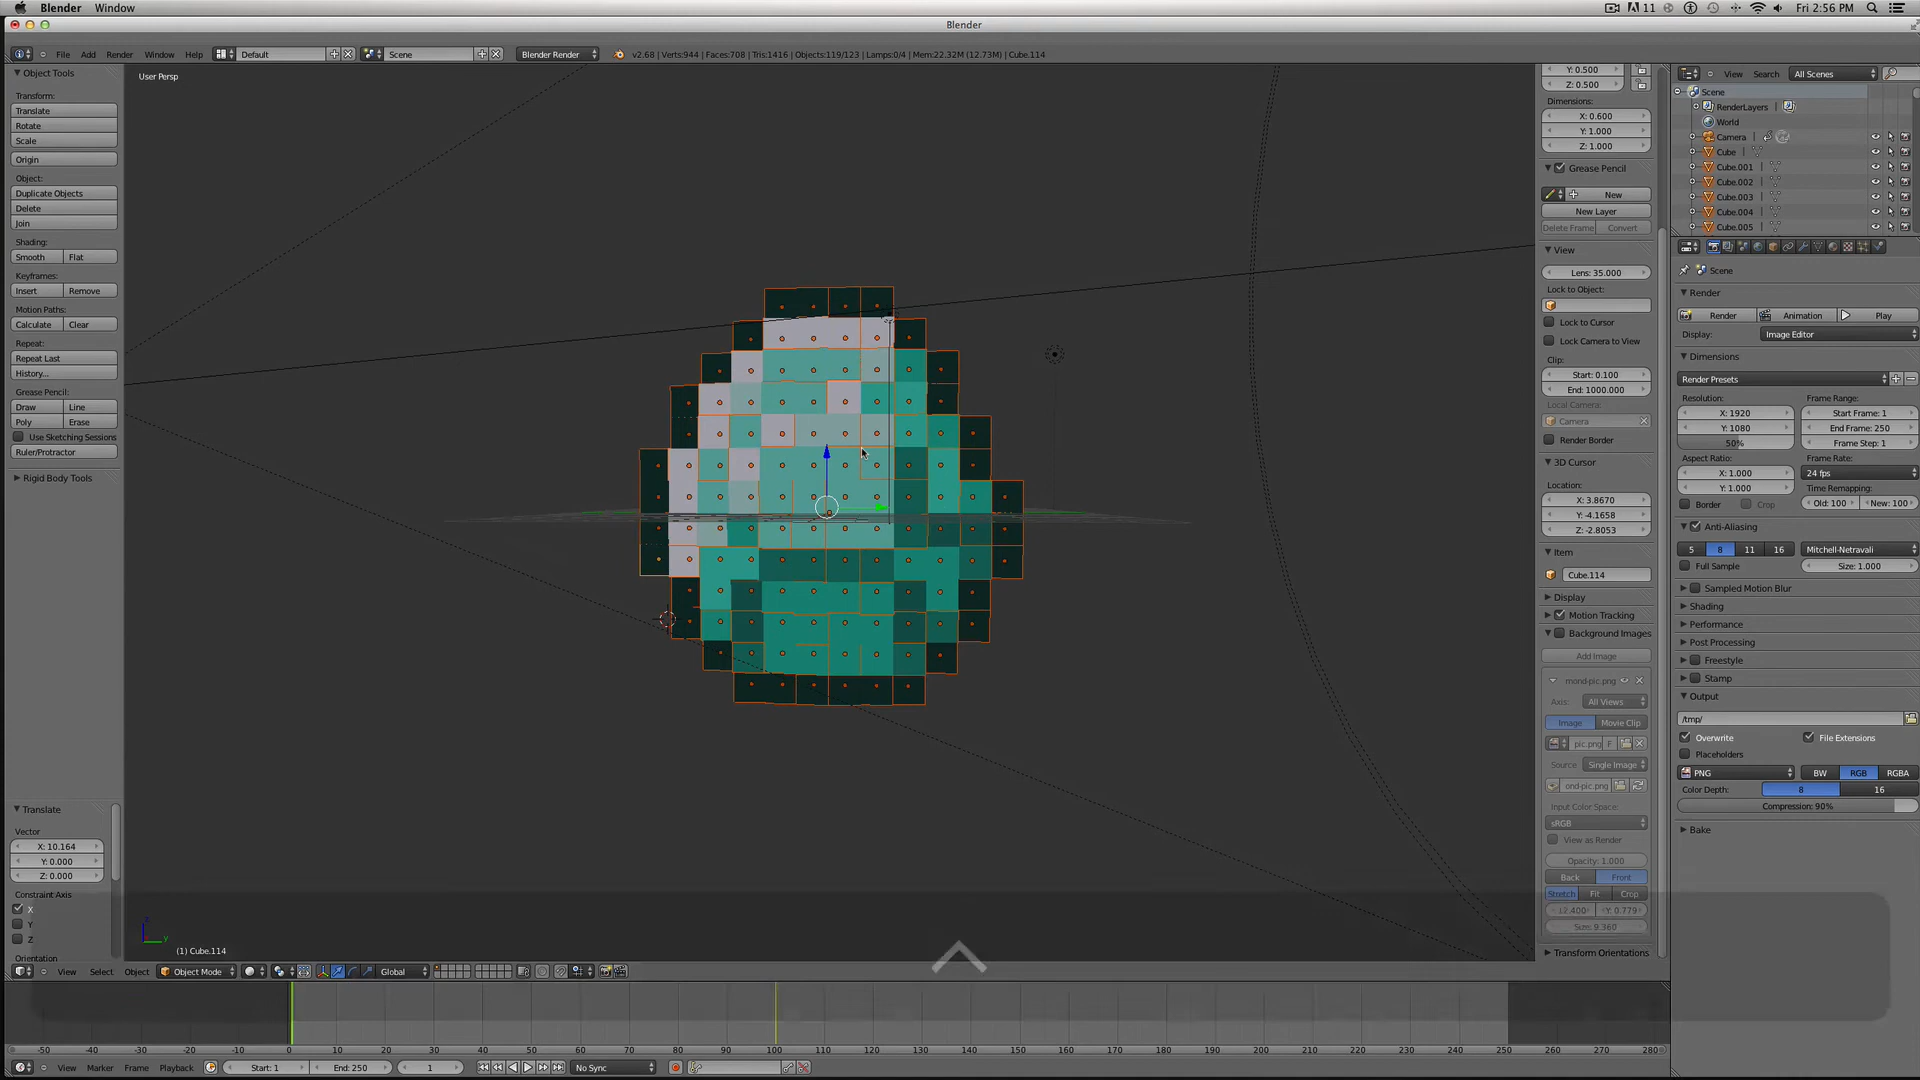 Blender Window
11 Fri 2:56 PM
Blender
File Add Render Window Help Default Scene Blender Render v2.68 | Verts:944 | Faces:708 | Tris:1416 | Objects:119/123 | Lamps:0/4 | Mem:22.32M (12.73M) | Cube.114
Object Tools
Transform:
Translate
Rotate
Scale
Origin
Object:
Duplicate Objects
Delete
Join
Shading:
Smooth Flat
Keyframes:
Insert Remove
Motion Paths:
Calculate Clear
Repeat:
Repeat Last
History...
Grease Pencil:
Draw Line
Poly Erase
Use Sketching Sessions
Ruler/Protractor
Rigid Body Tools
Translate
Vector
X: 10.164
Y: 0.000
Z: 0.000
Constraint Axis
X
Y
Z
Orientation
User Persp
(1) Cube.114
Y: 0.500
Z: 0.500
Dimensions:
X: 0.600
Y: 1.000
Z: 1.000
Grease Pencil
New
New Layer
Delete Frame Convert
View
Lens: 35.000
Lock to Object:
Lock to Cursor
Lock Camera to View
Clip:
Start: 0.100
End: 1000.000
Local Camera:
Camera
Render Border
3D Cursor
Location:
X: 3.8670
Y: -4.1658
Z: -2.8053
Item
Cube.114
Display
Motion Tracking
Background Images
Add Image
mond-pic.png
Axis: All Views
Image Movie Clip
pic.png F
Source: Single Image
ond-pic.png
Input Color Space:
sRGB
View as Render
Opacity: 1.000
Back Front
Stretch Fit Crop
12.400 Y: 0.779
Size: 9.360
Transform Orientations
View Search All Scenes
Scene
RenderLayers
World
Camera
Cube
Cube.001
Cube.002
Cube.003
Cube.004
Cube.005
Scene
Render
Render Animation Play
Display: Image Editor
Dimensions
Render Presets
Resolution: Frame Range:
X: 1920 Start Frame: 1
Y: 1080 End Frame: 250
50% Frame Step: 1
Aspect Ratio: Frame Rate:
X: 1.000 24 fps
Y: 1.000 Time Remapping:
Border Crop Old: 100 New: 100
Anti-Aliasing
5 8 11 16 Mitchell-Netravali
Full Sample Size: 1.000
Sampled Motion Blur
Shading
Performance
Post Processing
Freestyle
Stamp
Output
/tmp/
Overwrite File Extensions
Placeholders
PNG BW RGB RGBA
Color Depth: 8 16
Compression: 90%
Bake
View Select Object Object Mode Global
-50 -40 -30 -20 -10 0 10 20 30 40 50 60 70 80 90 100 110 120 130 140 150 160 170 180 190 200 210 220 230 240 250 260 270 280
View Marker Frame Playback Start: 1 End: 250 1 No Sync